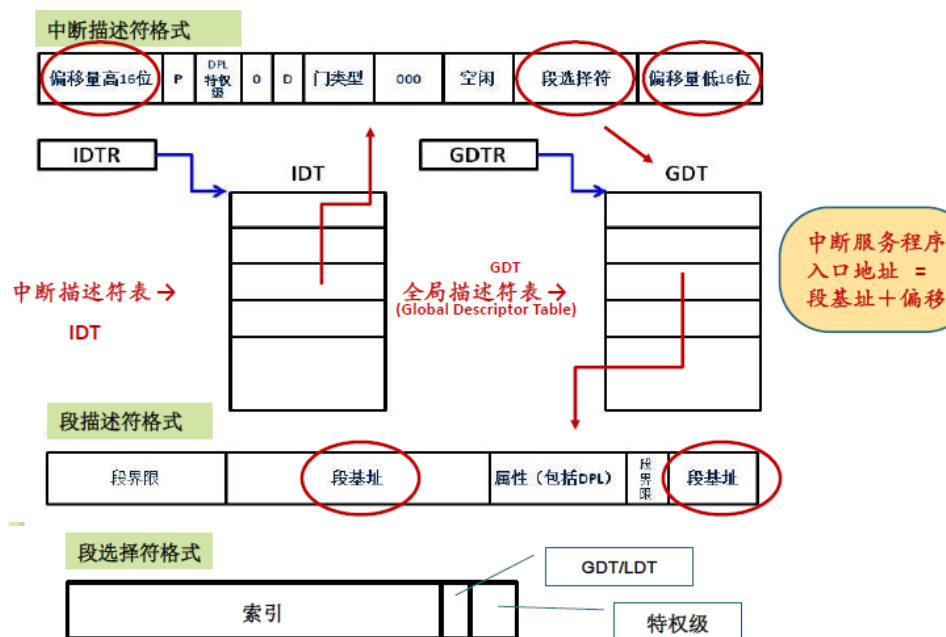 中断描述符格式
偏移量高16位 P DPL特权级 0 D 门类型 000 空闲 段选择符 偏移量低16位
IDTR
GDTR
IDT
GDT
中断服务程序
入口地址 =
段基址＋偏移
中断描述符表→
IDT
GDT
全局描述符表→
(Global Descriptor Table)
段描述符格式
段界限 段基址 属性（包括DPL） 段界限 段基址
段选择符格式
GDT/LDT
索引
特权级